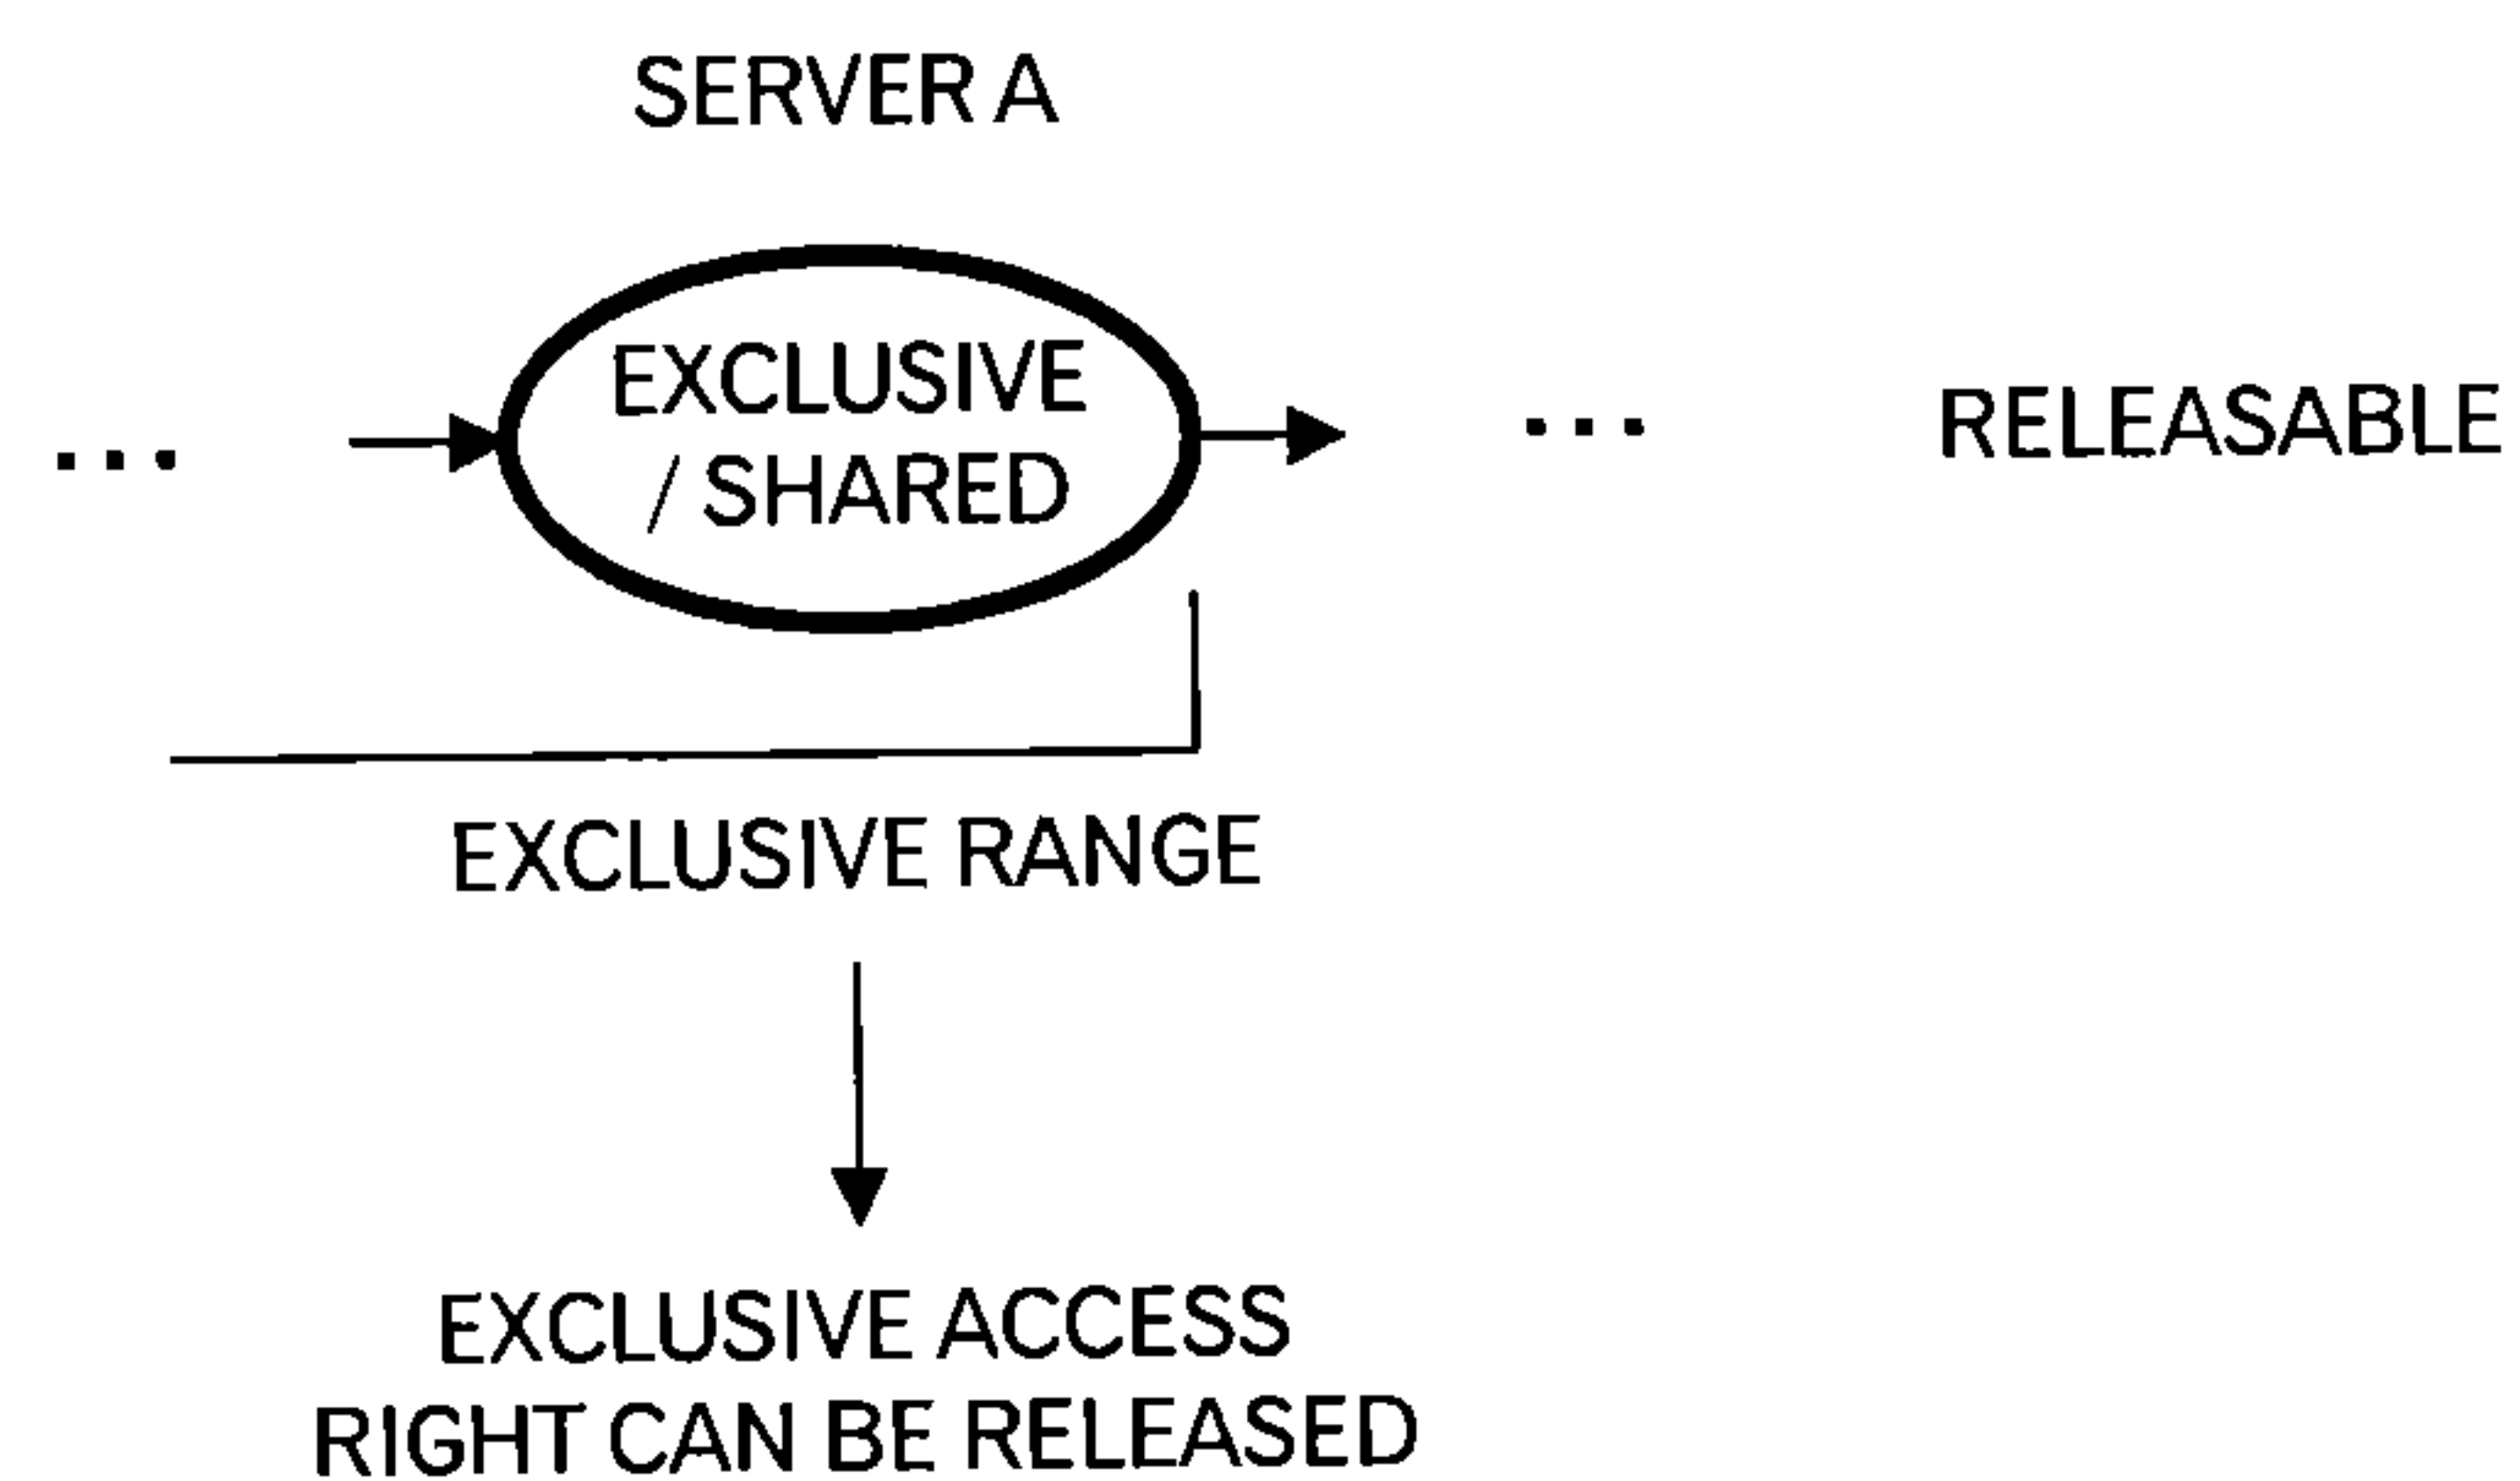 SERVER A
EXCLUSIVE
/ SHARED
... ... RELEASABLE
EXCLUSIVE RANGE
EXCLUSIVE ACCESS
RIGHT CAN BE RELEASED